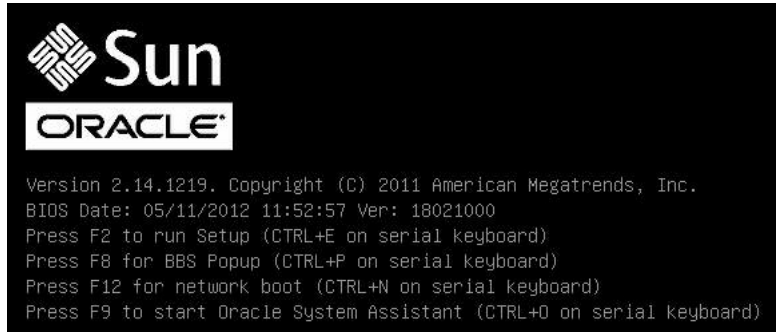 Sun
ORACLE
Version 2.14.1219. Copyright (C) 2011 American Megatrends, Inc.
BIOS Date: 05/11/2012 11:52:57 Ver: 18021000
Press F2 to run Setup (CTRL+E on serial keyboard)
Press F8 for BBS Popup (CTRL+P on serial keyboard)
Press F12 for network boot (CTRL+N on serial keyboard)
Press F9 to start Oracle System Assistant (CTRL+O on serial keyboard)